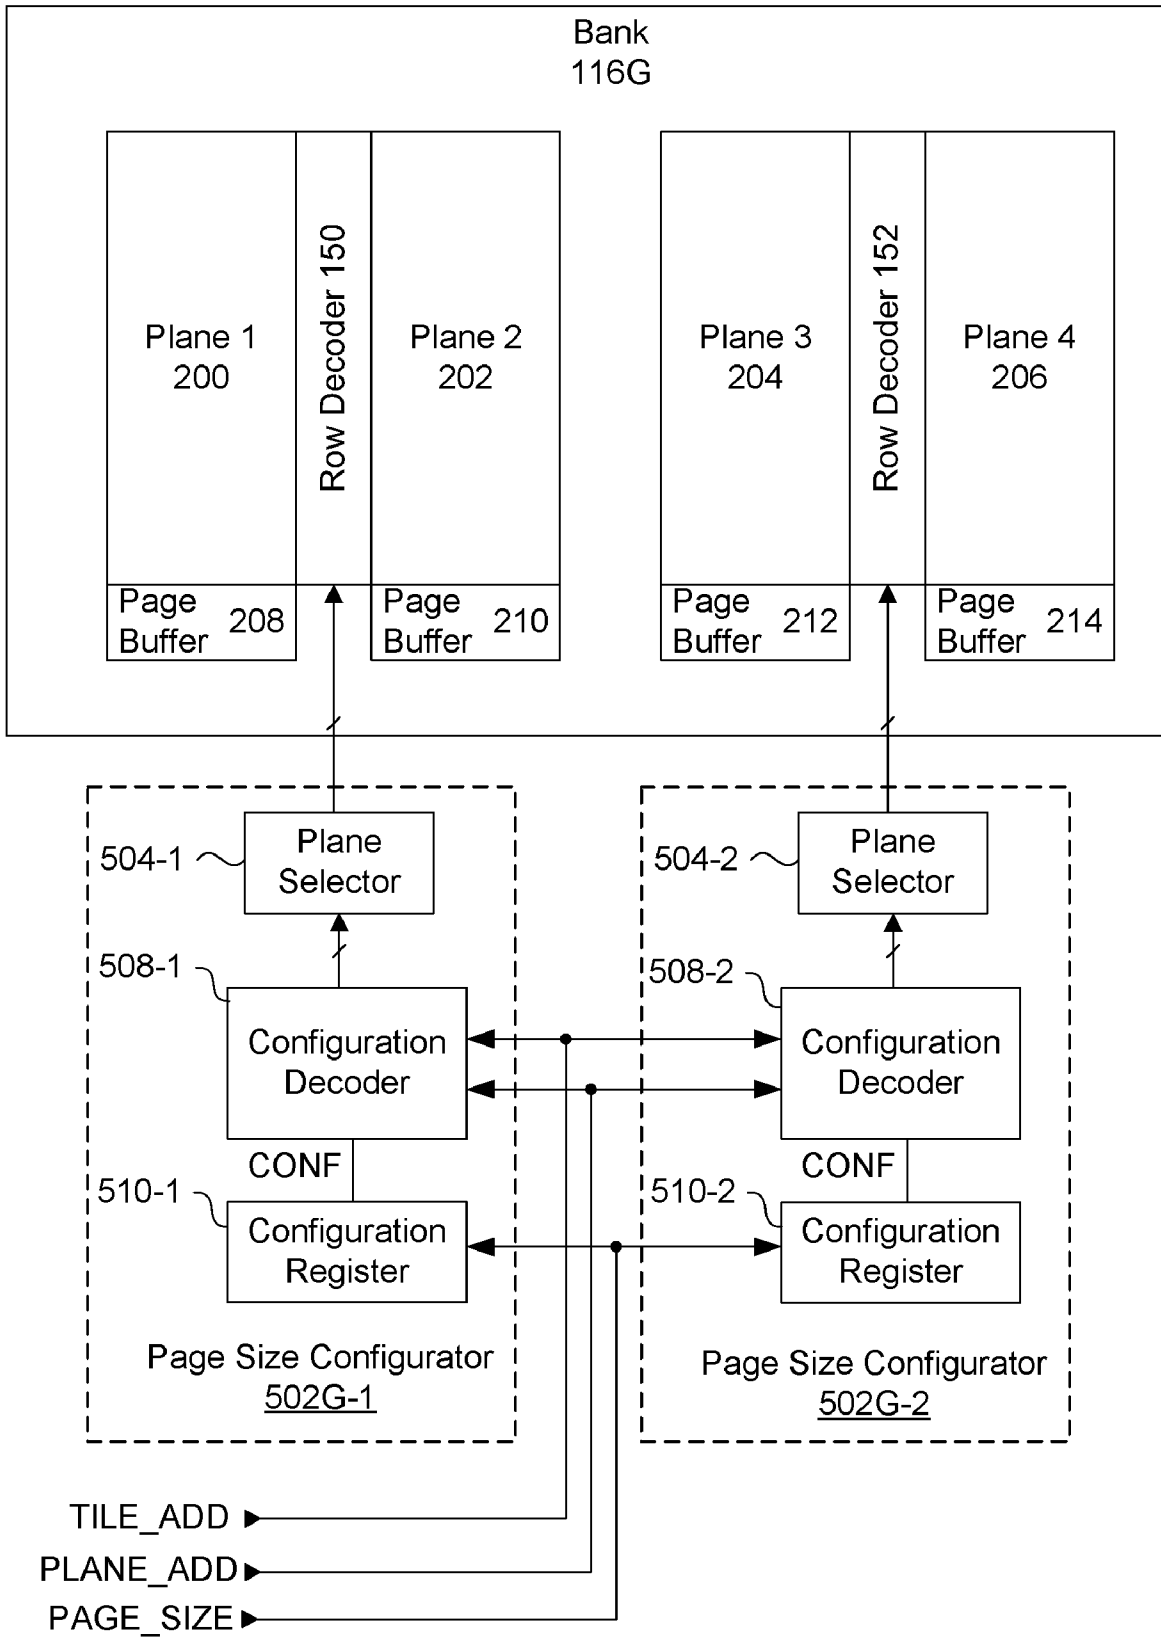 Bank
116G
Plane 1
200
Row Decoder 150
Plane 2
202
Plane 3
204
Row Decoder 152
Plane 4
206
Page
Buffer
208
Page
Buffer
210
Page
Buffer
212
Page
Buffer
214
504-1
Plane
Selector
504-2
Plane
Selector
508-1
Configuration
Decoder
508-2
Configuration
Decoder
CONF
CONF
510-1
Configuration
Register
510-2
Configuration
Register
Page Size Configurator
502G-1
Page Size Configurator
502G-2
TILE_ADD
PLANE_ADD
PAGE_SIZE